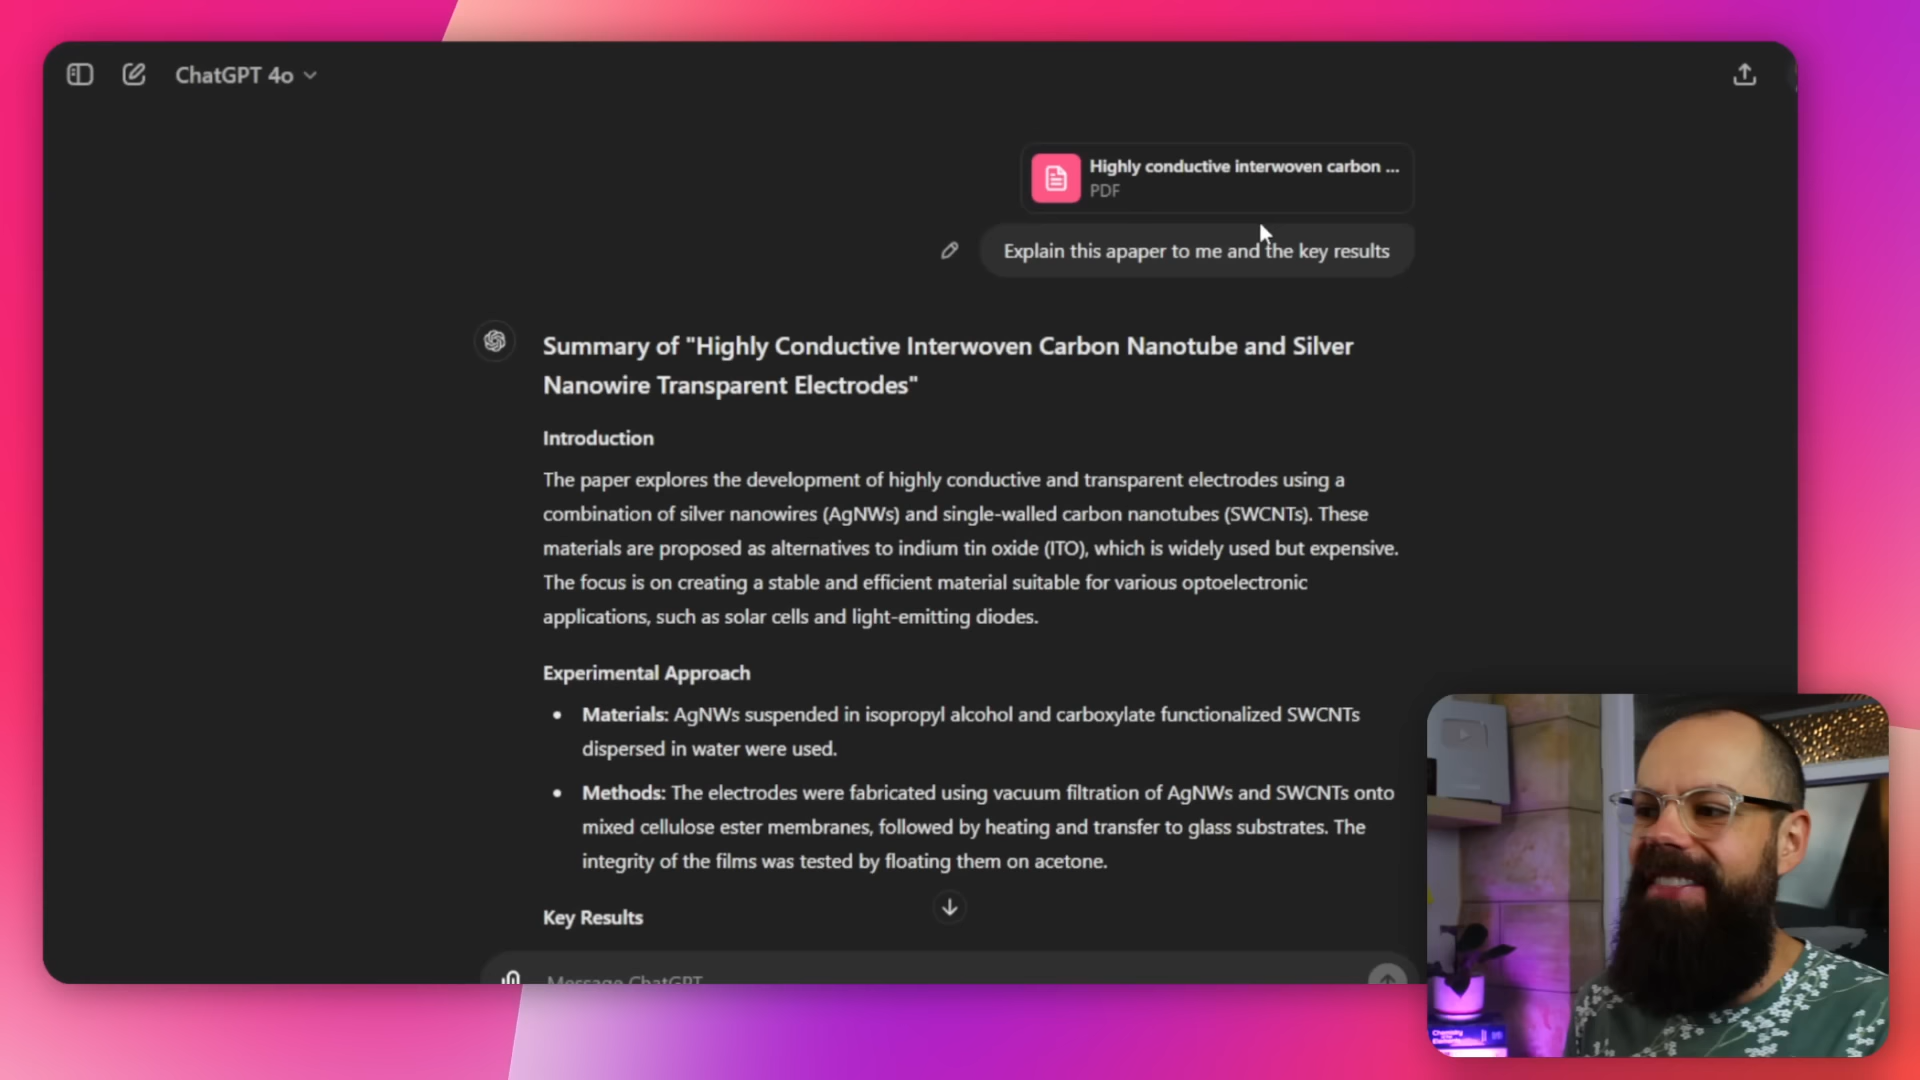 ChatGPT 4o
Highly conductive interwoven carbon ...
PDF
Explain this apaper to me and the key results
Summary of "Highly Conductive Interwoven Carbon Nanotube and Silver
Nanowire Transparent Electrodes"
Introduction
The paper explores the development of highly conductive and transparent electrodes using a
combination of silver nanowires (AgNWs) and single-walled carbon nanotubes (SWCNTs). These
materials are proposed as alternatives to indium tin oxide (ITO), which is widely used but expensive.
The focus is on creating a stable and efficient material suitable for various optoelectronic
applications, such as solar cells and light-emitting diodes.
Experimental Approach
• Materials: AgNWs suspended in isopropyl alcohol and carboxylate functionalized SWCNTs
dispersed in water were used.
• Methods: The electrodes were fabricated using vacuum filtration of AgNWs and SWCNTs onto
mixed cellulose ester membranes, followed by heating and transfer to glass substrates. The
integrity of the films was tested by floating them on acetone.
Key Results
Message ChatGPT
Chemistry
Elements